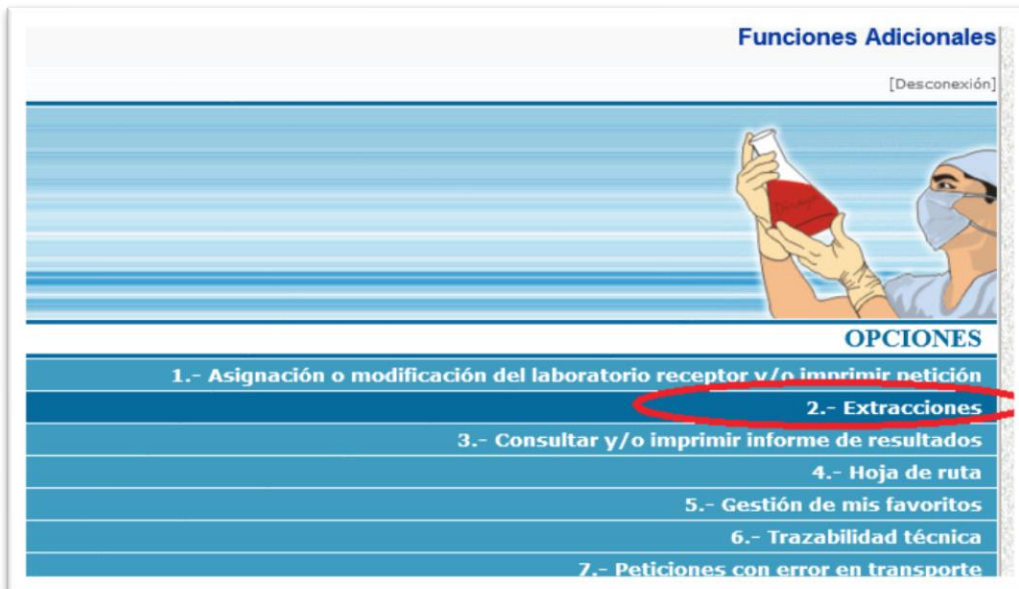 Funciones Adicionales
[Desconexión]
OPCIONES
1.- Asignación o modificación del laboratorio receptor y/o imprimir petición
2.- Extracciones
3.- Consultar y/o imprimir informe de resultados
4.- Hoja de ruta
5.- Gestión de mis favoritos
6.- Trazabilidad técnica
7.- Peticiones con error en transporte